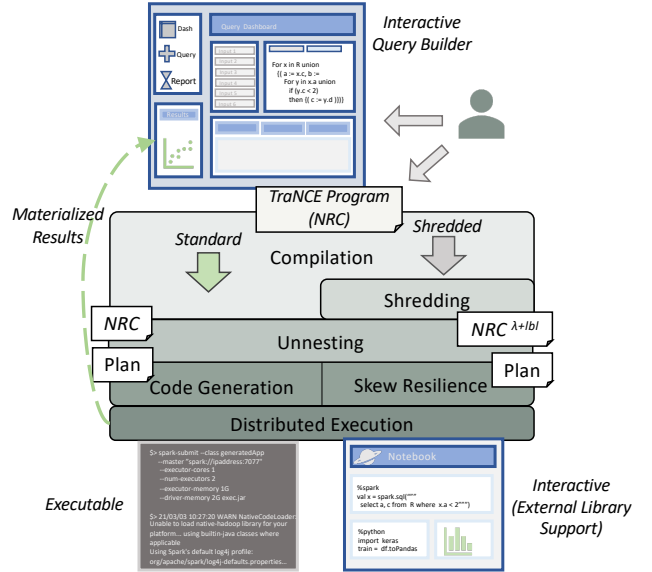 Interactive
Query Builder
Dash
Query
Report
Results
Query Dashboard
Input 1
Input 2
Input 3
Input 4
Input 5
Input 6
For x in R union
{( a := x.c, b :=
For y in x.a union
if (y.c < 2)
then {( c := y.d )})}
Materialized
Results
TraNCE Program
(NRC)
Standard
Shredded
Compilation
Shredding
NRC
NRC λ+lbl
Unnesting
Plan
Plan
Code Generation
Skew Resilience
Distributed Execution
Executable
$> spark-submit --class generatedApp
--master "spark://ipaddress:7077"
--executor-cores 1
--num-executors 2
--executor-memory 1G
--driver-memory 2G exec.jar
$> 21/03/03 10:27:20 WARN NativeCodeLoader:
Unable to load native-hadoop library for your
platform... using builtin-java classes where
applicable
Using Spark's default log4j profile:
org/apache/spark/log4j-defaults.properties...
Notebook
%spark
val x = spark.sql("""
select a, c from R where x.a < 2""")
%python
import keras
train = df.toPandas
Interactive
(External Library
Support)